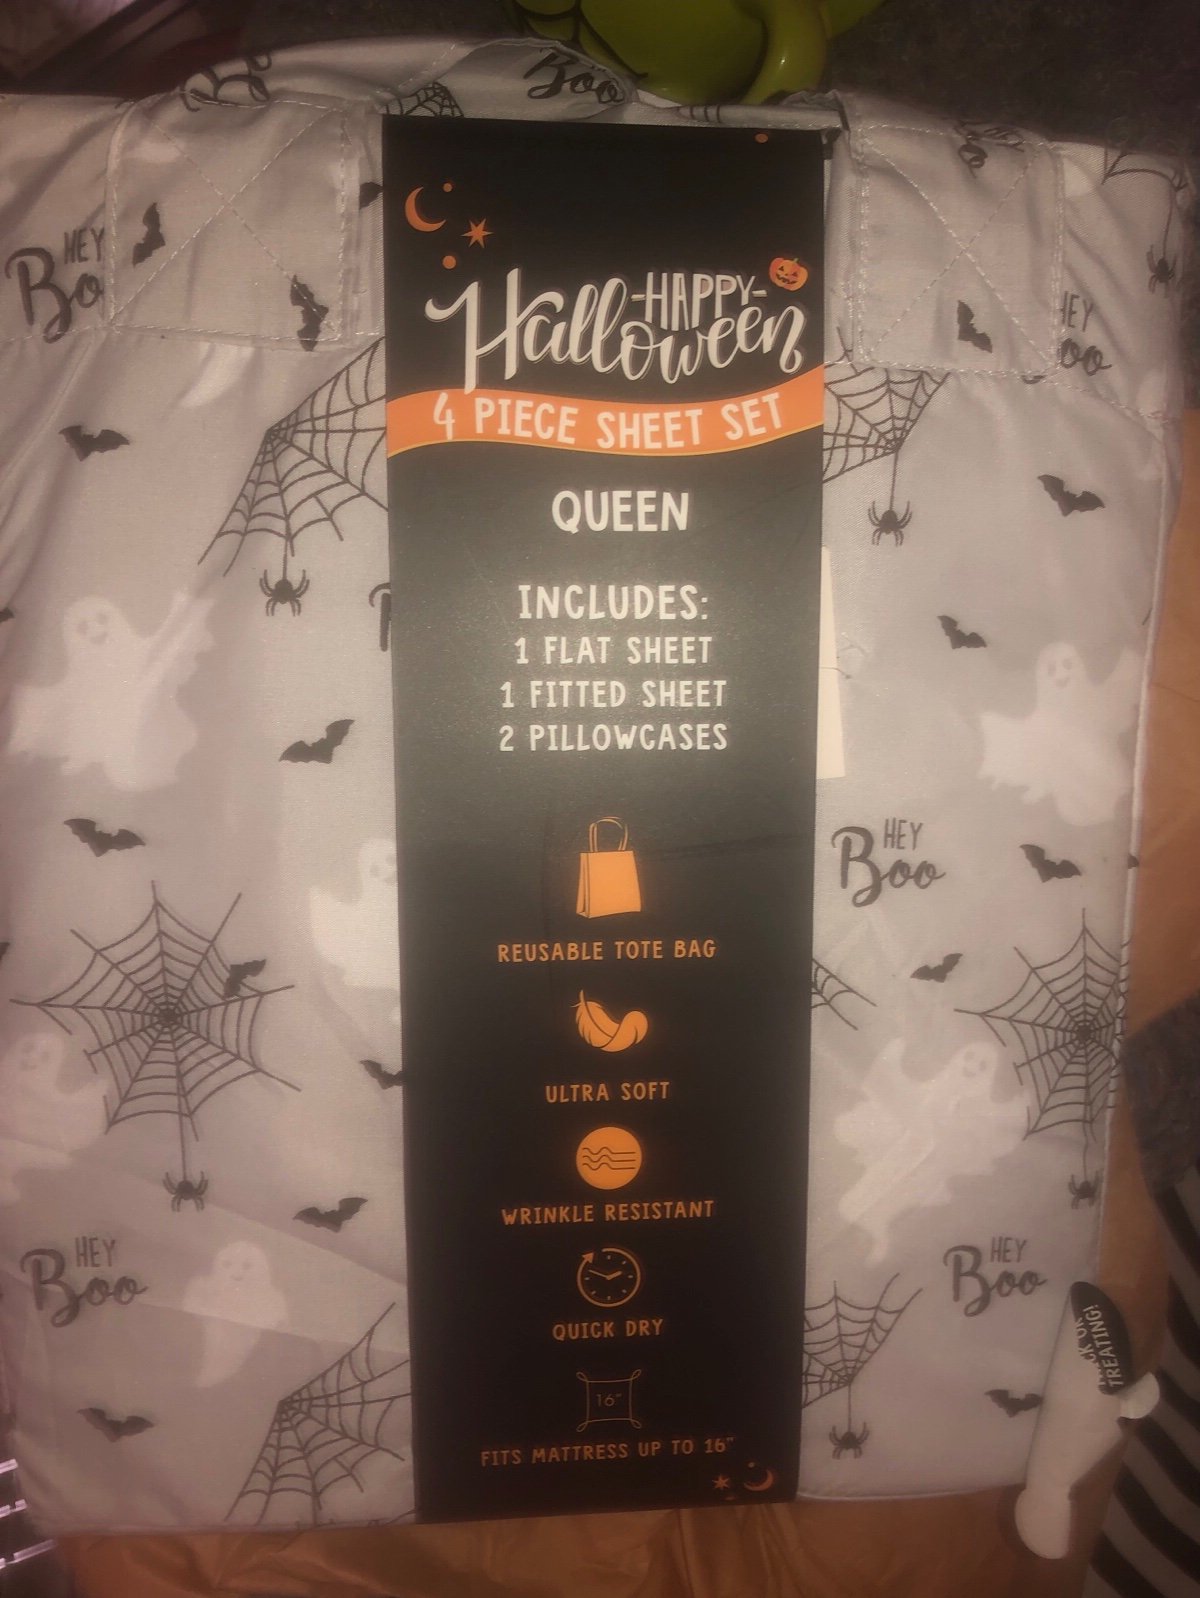 Boo
HEY
Bo
HEY
Boo
HEY
Boo
HEY
Boo
-HAPPY-
Halloween
4 PIECE SHEET SET
QUEEN
INCLUDES:
1 FLAT SHEET
1 FITTED SHEET
2 PILLOWCASES
REUSABLE TOTE BAG
ULTRA SOFT
WRINKLE RESISTANT
QUICK DRY
16"
FITS MATTRESS UP TO 16"
TREATING!